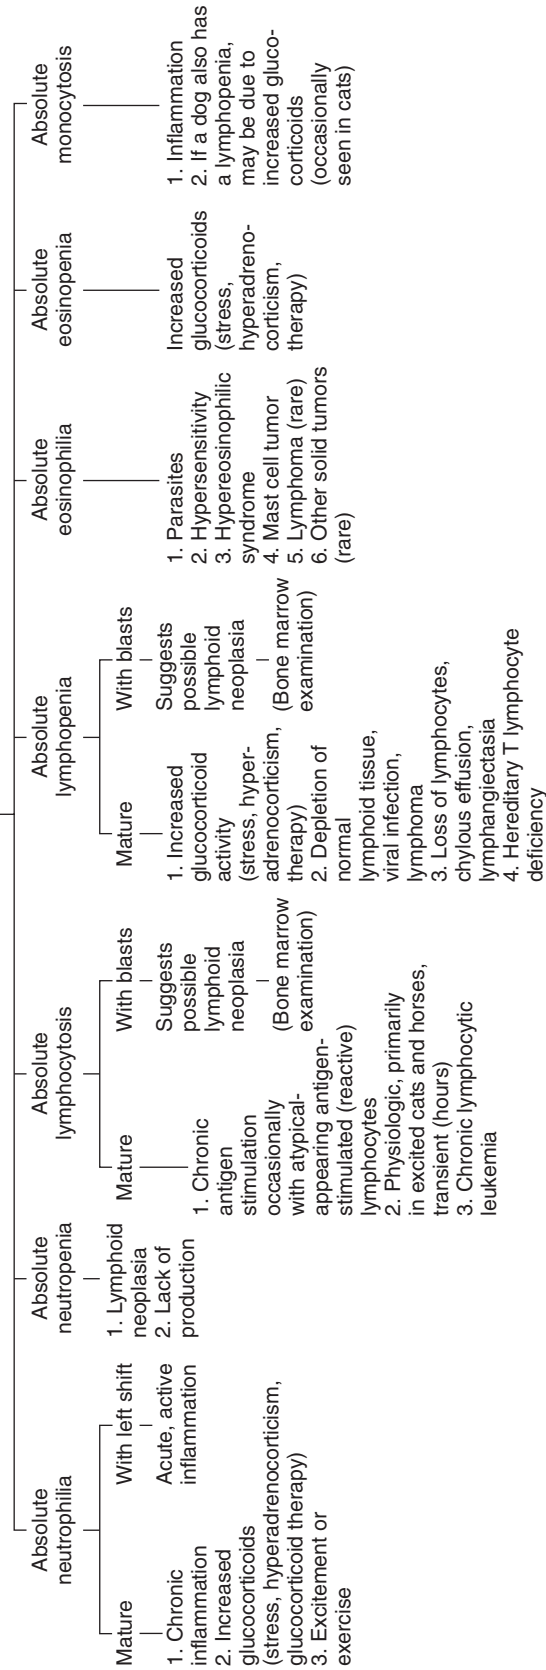 Absolute
neutrophilia
Mature
1. Chronic
inflammation
2. Increased
glucocorticoids
(stress, hyperadrenocorticism,
glucocorticoid therapy)
3. Excitement or
exercise
With left shift
Acute, active
inflammation
Absolute
neutropenia
1. Lymphoid
neoplasia
2. Lack of
production
Absolute
lymphocytosis
Mature
1. Chronic
antigen
stimulation
occasionally
with atypical-
appearing antigen-
stimulated (reactive)
lymphocytes
2. Physiologic, primarily
in excited cats and horses,
transient (hours)
3. Chronic lymphocytic
leukemia
With blasts
Suggests
possible
lymphoid
neoplasia
(Bone marrow
examination)
Absolute
lymphopenia
Mature
1. Increased
glucocorticoid
activity
(stress, hyper-
adrenocorticism,
therapy)
2. Depletion of
normal
lymphoid tissue,
viral infection,
lymphoma
3. Loss of lymphocytes,
chylous effusion,
lymphangiectasia
4. Hereditary T lymphocyte
deficiency
With blasts
Suggests
possible
lymphoid
neoplasia
(Bone marrow
examination)
Absolute
eosinophilia
1. Parasites
2. Hypersensitivity
3. Hypereosinophilic
syndrome
4. Mast cell tumor
5. Lymphoma (rare)
6. Other solid tumors
(rare)
Absolute
eosinopenia
Increased
glucocorticoids
(stress,
hyperadreno-
corticism,
therapy)
Absolute
monocytosis
1. Inflammation
2. If a dog also has
a lymphopenia,
may be due to
increased gluco-
corticoids
(occasionally
seen in cats)